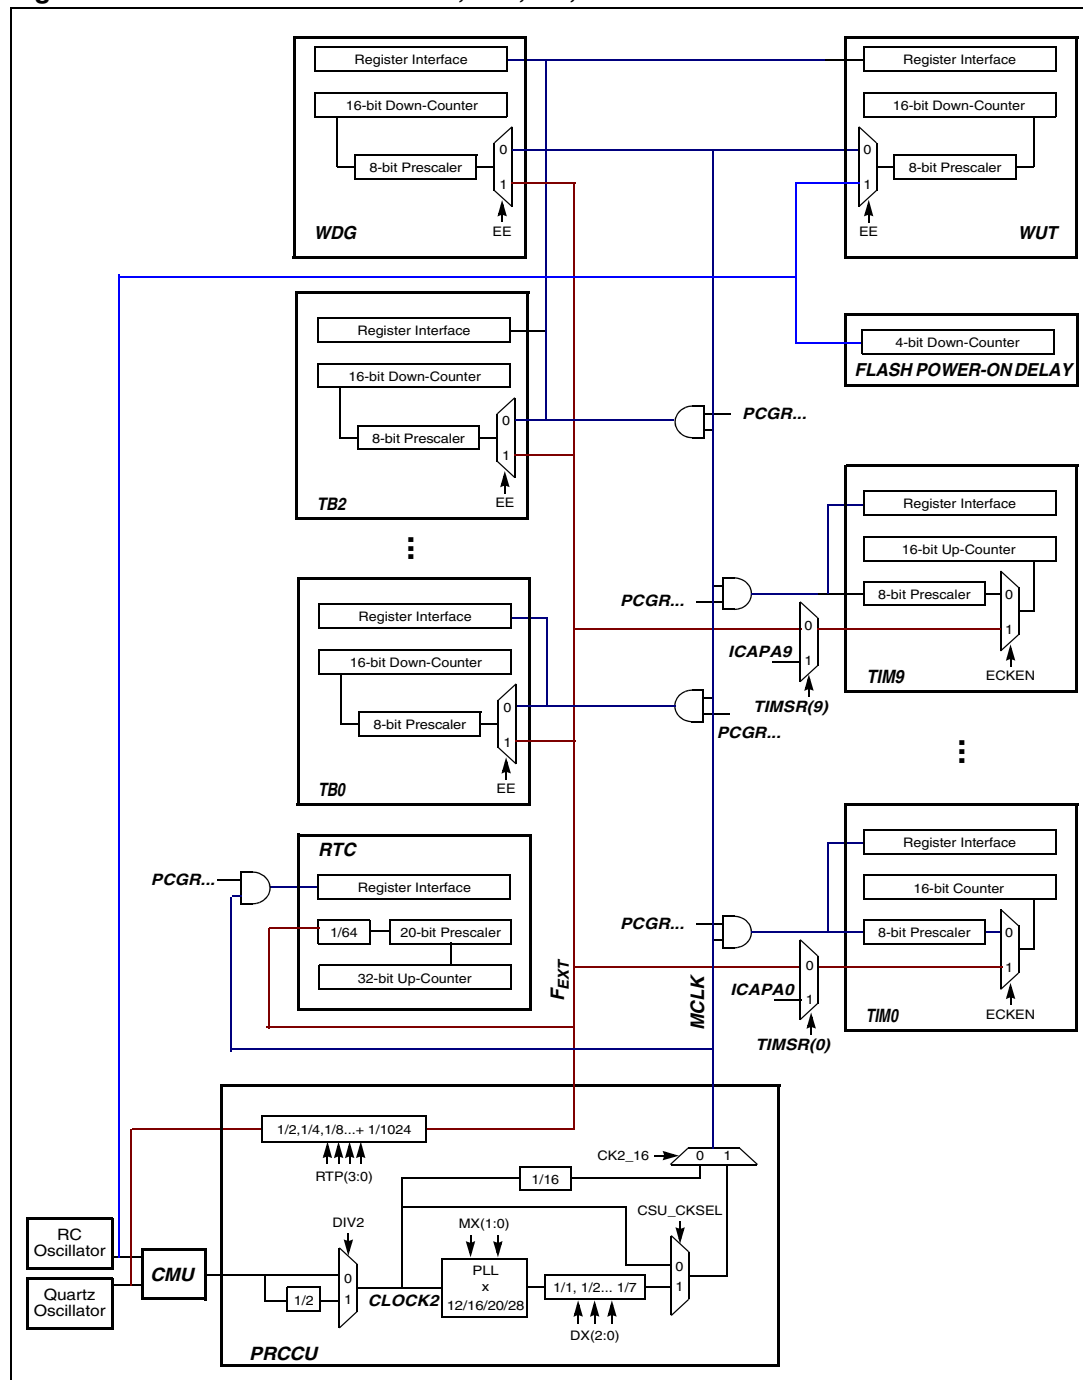 Register Interface
16-bit Down-Counter
8-bit Prescaler
0
1
EE
WDG
Register Interface
16-bit Down-Counter
0
1
8-bit Prescaler
EE
WUT
4-bit Down-Counter
FLASH POWER-ON DELAY
Register Interface
16-bit Down-Counter
8-bit Prescaler
0
1
EE
TB2
PCGR...
Register Interface
16-bit Up-Counter
8-bit Prescaler
0
1
ECKEN
TIM9
PCGR...
ICAPA9
0
1
TIMSR(9)
Register Interface
16-bit Down-Counter
8-bit Prescaler
0
1
EE
TB0
PCGR...
RTC
PCGR...
Register Interface
1/64
20-bit Prescaler
32-bit Up-Counter
FEXT
MCLK
Register Interface
16-bit Counter
8-bit Prescaler
0
1
ECKEN
TIM0
PCGR...
ICAPA0
0
1
TIMSR(0)
1/2,1/4,1/8...+ 1/1024
RTP(3:0)
CK2_16
0 1
1/16
DIV2
MX(1:0)
CSU_CKSEL
RC
Oscillator
Quartz
Oscillator
CMU
1/2
0
1
CLOCK2
PLL
x
12/16/20/28
1/1, 1/2... 1/7
DX(2:0)
0
1
PRCCU